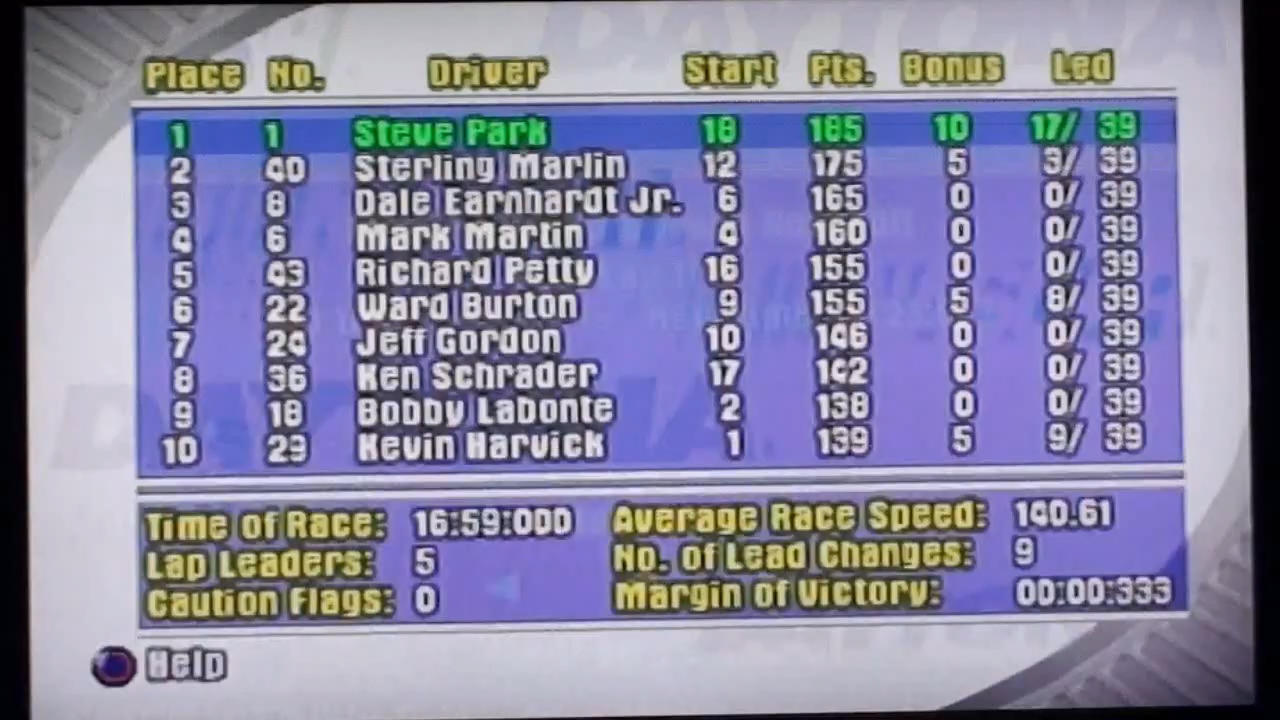 Place No. Driver Start Pts. Bonus Led
1 1 Steve Park 18 185 10 17/ 39
2 40 Sterling Marlin 12 175 5 3/ 39
3 8 Dale Earnhardt Jr. 6 165 0 0/ 39
4 6 Mark Martin 4 160 0 0/ 39
5 43 Richard Petty 16 155 0 0/ 39
6 22 Ward Burton 9 155 5 8/ 39
7 24 Jeff Gordon 10 146 0 0/ 39
8 36 Ken Schrader 17 142 0 0/ 39
9 18 Bobby Labonte 2 138 0 0/ 39
10 29 Kevin Harvick 1 139 5 9/ 39
Time of Race: 16:59:000 Average Race Speed: 140.61
Lap Leaders: 5 No. of Lead Changes: 9
Caution Flags: 0 Margin of Victory: 00:00:333
Help